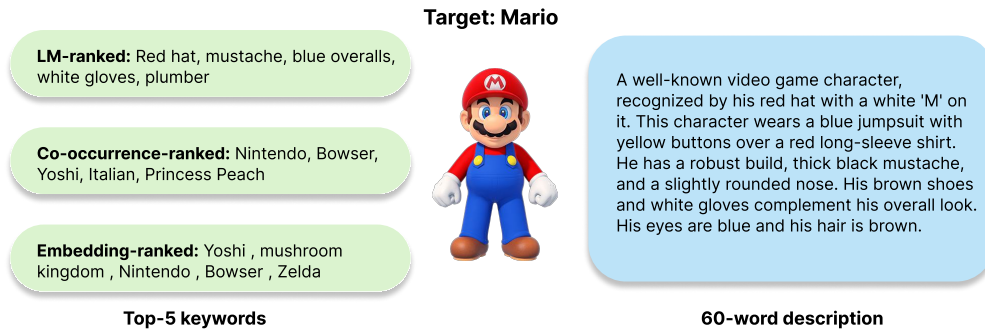 Target: Mario
LM-ranked: Red hat, mustache, blue overalls,
white gloves, plumber
Co-occurrence-ranked: Nintendo, Bowser,
Yoshi, Italian, Princess Peach
Embedding-ranked: Yoshi , mushroom
kingdom , Nintendo , Bowser , Zelda
Top-5 keywords
M
A well-known video game character,
recognized by his red hat with a white 'M' on
it. This character wears a blue jumpsuit with
yellow buttons over a red long-sleeve shirt.
He has a robust build, thick black mustache,
and a slightly rounded nose. His brown shoes
and white gloves complement his overall look.
His eyes are blue and his hair is brown.
60-word description